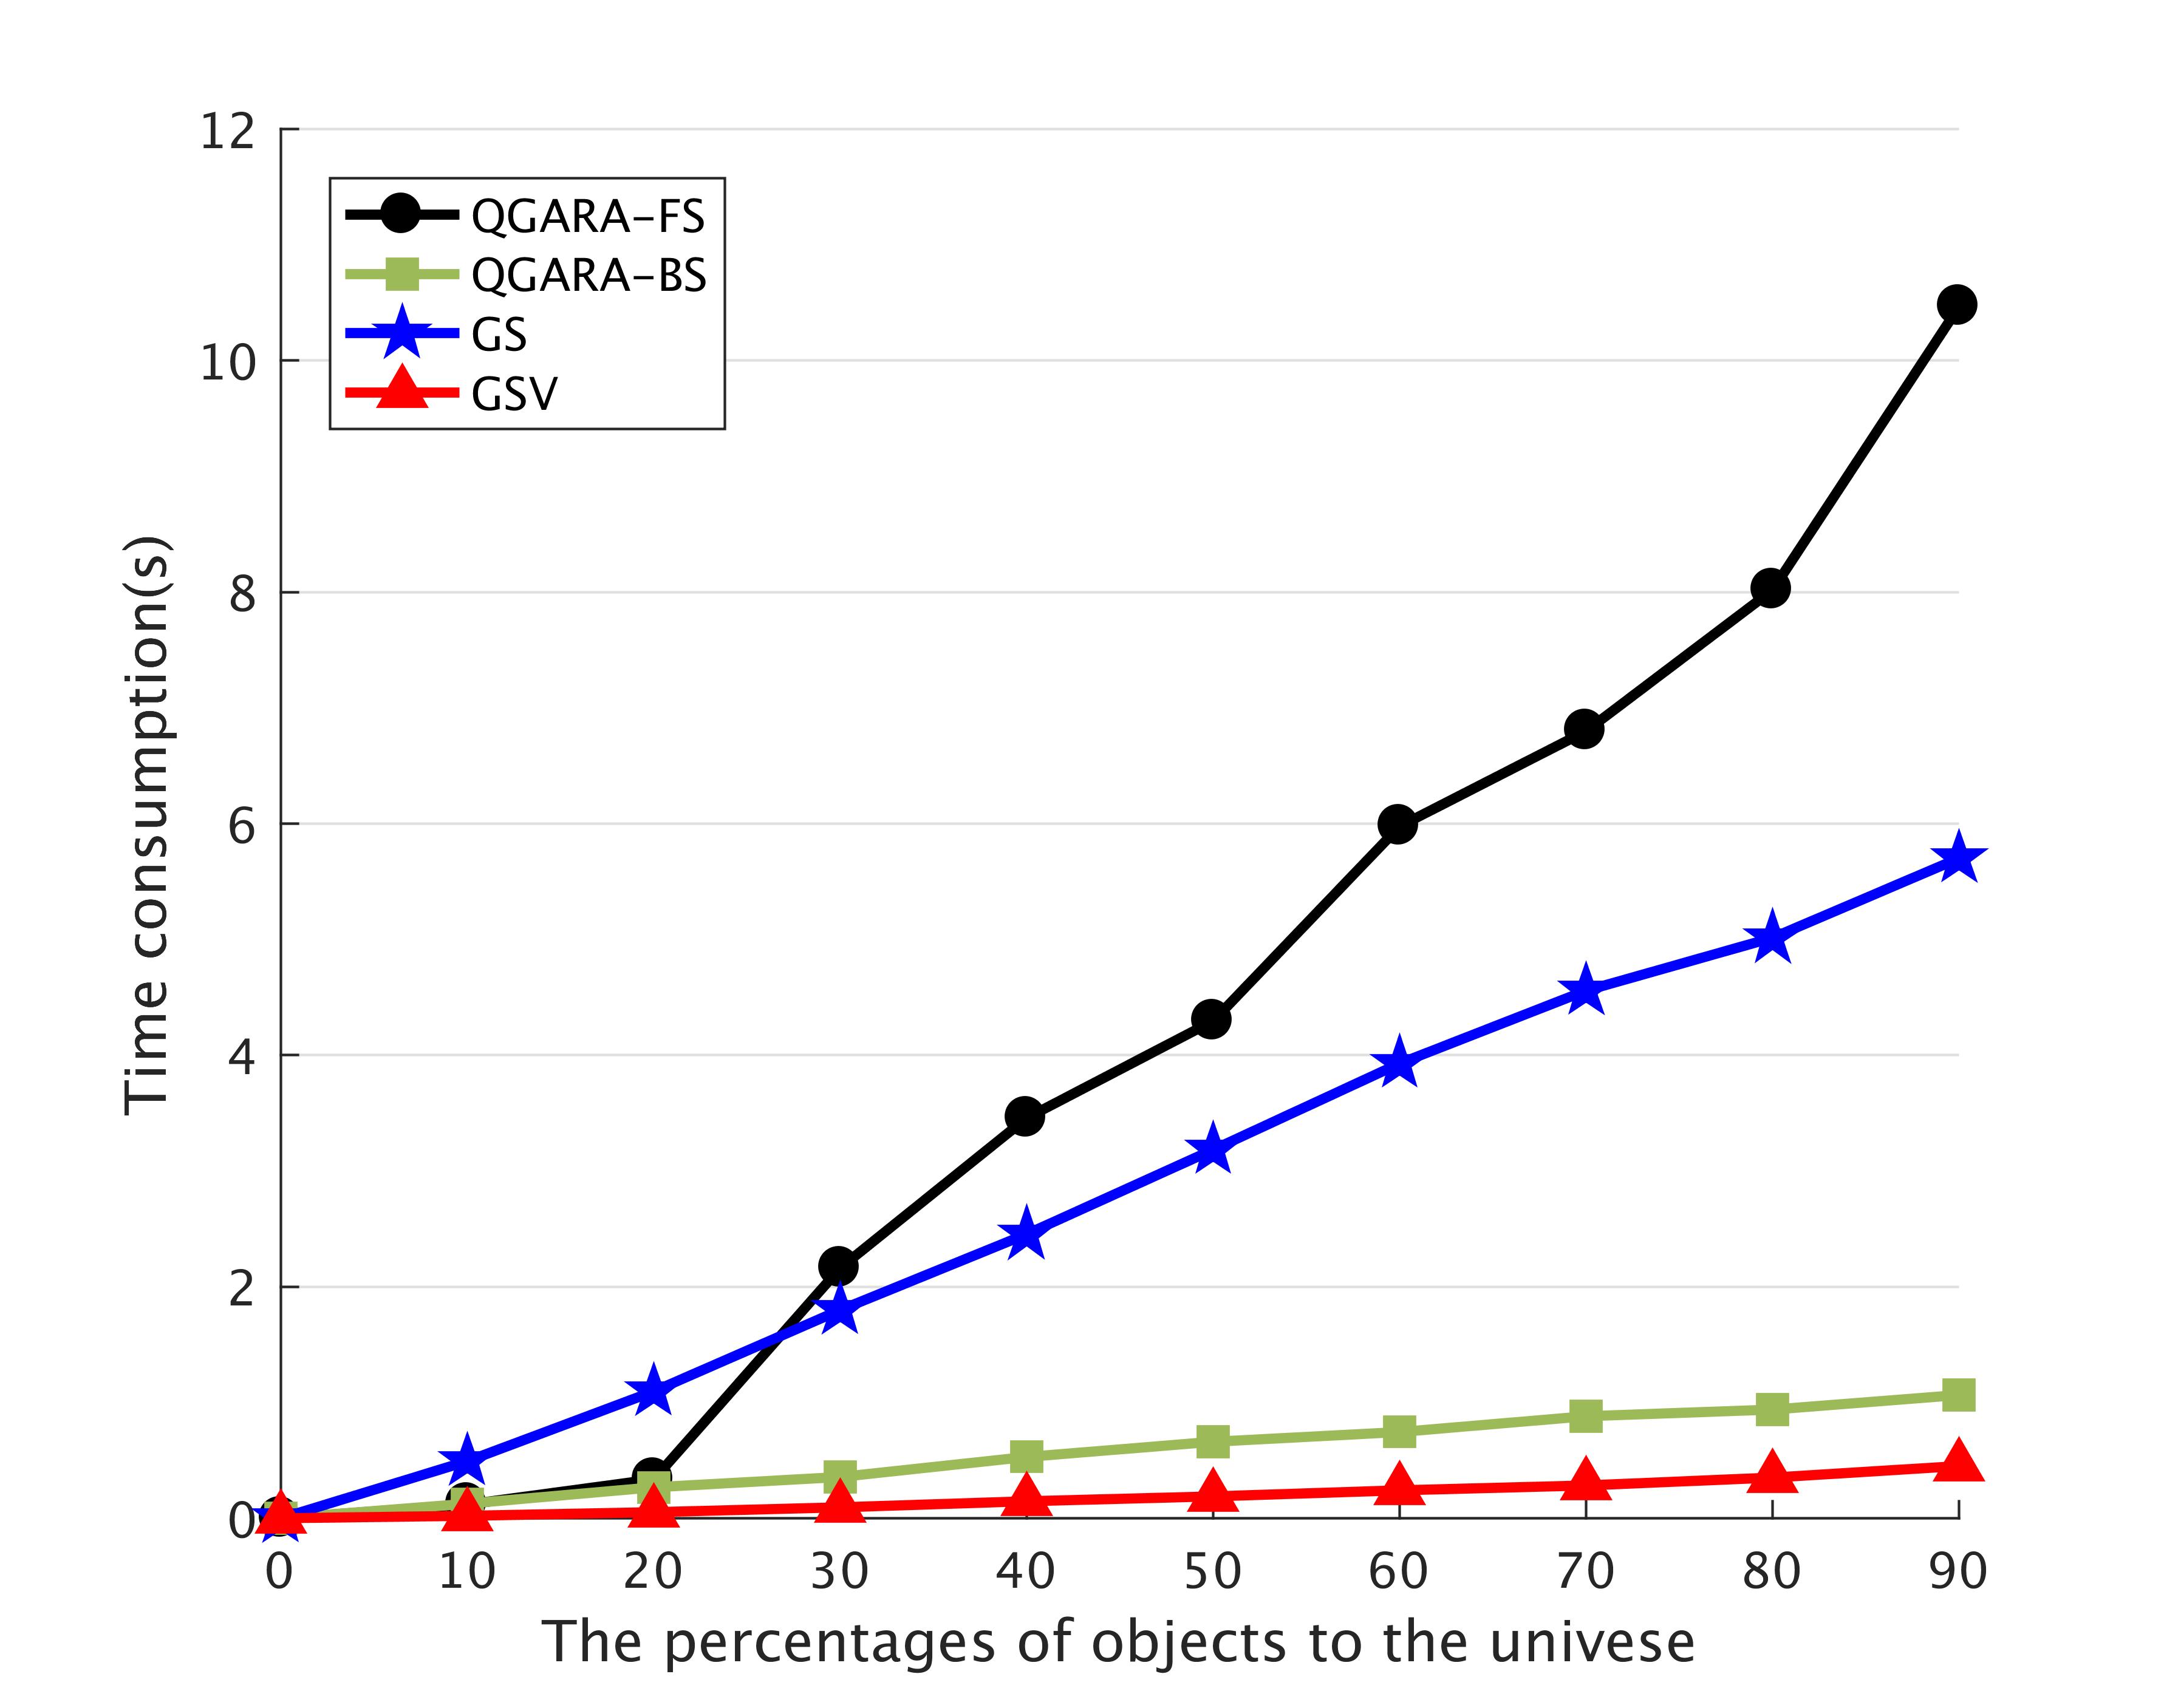 12
10
8
6
4
2
0
Time consumption(s)
QGARA-FS
QGARA-BS
GS
GSV
0 10 20 30 40 50 60 70 80 90
The percentages of objects to the univese